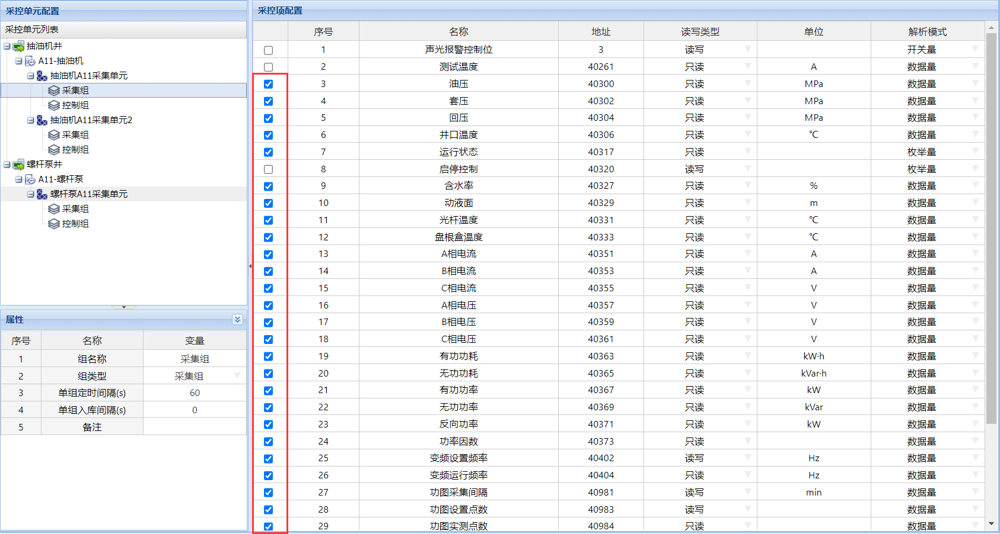 采控单元配置
采控单元列表
抽油机井
A11-抽油机
抽油机A11采集单元
采集组
控制组
抽油机A11采集单元2
采集组
控制组
螺杆泵井
A11-螺杆泵
螺杆泵A11采集单元
采集组
控制组
属性
序号 名称 变量
1 组名称 采集组
2 组类型 采集组
3 单组定时间隔(s) 60
4 单组入库间隔(s) 0
5 备注
采控项配置
序号 名称 地址 读写类型 单位 解析模式
1 声光报警控制位 3 读写 开关量
2 测试温度 40261 只读 A 数据量
3 油压 40300 只读 MPa 数据量
4 套压 40302 只读 MPa 数据量
5 回压 40304 只读 MPa 数据量
6 井口温度 40306 只读 ℃ 数据量
7 运行状态 40317 只读 枚举量
8 启停控制 40320 读写 枚举量
9 含水率 40327 只读 % 数据量
10 动液面 40329 只读 m 数据量
11 光杆温度 40331 只读 ℃ 数据量
12 盘根盒温度 40333 只读 ℃ 数据量
13 A相电流 40351 只读 A 数据量
14 B相电流 40353 只读 A 数据量
15 C相电流 40355 只读 V 数据量
16 A相电压 40357 只读 V 数据量
17 B相电压 40359 只读 V 数据量
18 C相电压 40361 只读 V 数据量
19 有功功耗 40363 只读 kW·h 数据量
20 无功功耗 40365 只读 kVar·h 数据量
21 有功功率 40367 只读 kW 数据量
22 无功功率 40369 只读 kVar 数据量
23 反向功率 40371 只读 kW 数据量
24 功率因数 40373 只读 数据量
25 变频设置频率 40402 读写 Hz 数据量
26 变频运行频率 40404 只读 Hz 数据量
27 功图采集间隔 40981 读写 min 数据量
28 功图设置点数 40983 读写 数据量
29 功图实测点数 40984 只读 数据量